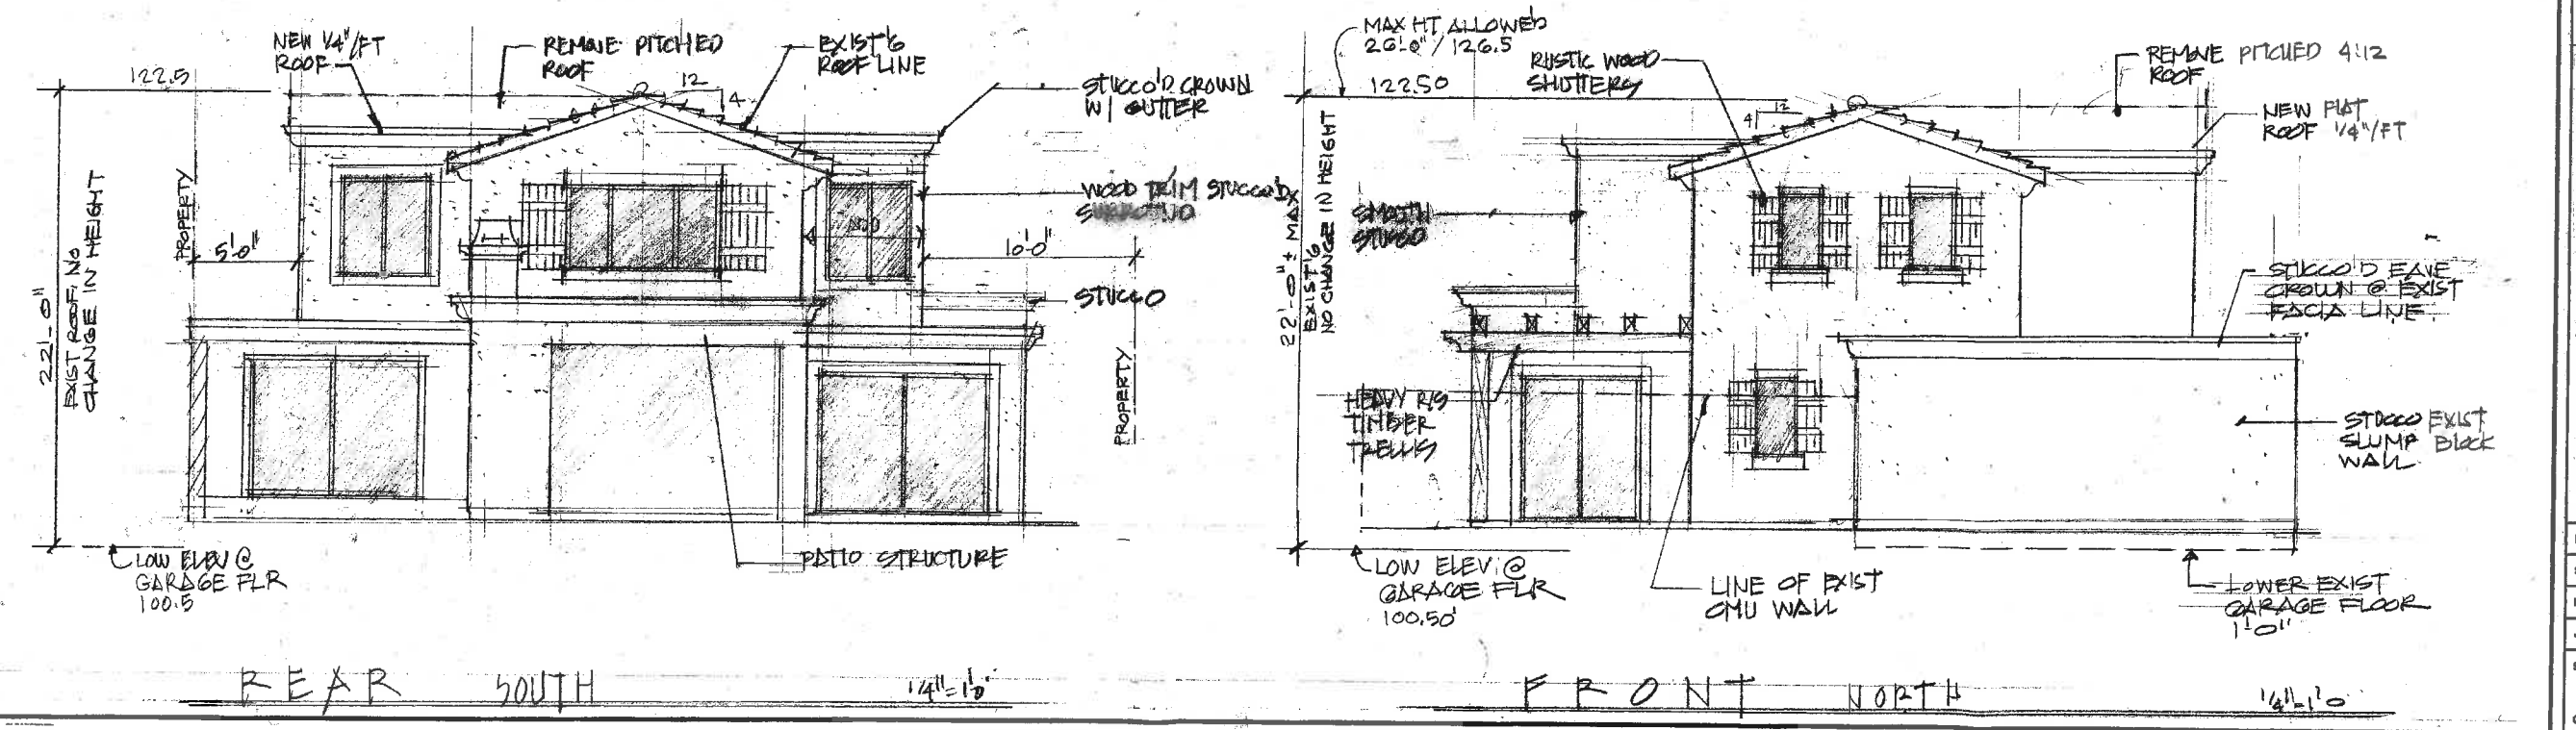 NEW 1/4"/FT
ROOF
REMOVE PITCHED
ROOF
EXIST'G
ROOF LINE
122.5
12
4
STUCCO'D CROWN
W/ GUTTER
WOOD TRIM STUCCO'D
PROPERTY
5'-0"
10'-0"
STUCCO
22'-0"
EXIST ROOF, NO
CHANGE IN HEIGHT
PROPERTY
PATIO STRUCTURE
LOW ELEV @
GARAGE FLR
100.5
REAR SOUTH 1/4"=1'0"
MAX HT ALLOWED
26'-0"/126.5
122.50
RUSTIC WOOD
SHUTTERS
12
4
REMOVE PITCHED 4:12
ROOF
NEW FLAT
ROOF 1/4"/FT
22'-0" ± MAX
EXIST'G
NO CHANGE IN HEIGHT
SMOOTH
STUCCO
STUCCO'D EAVE
CROWN @ EXIST
FACIA LINE
HEAVY R/S
TIMBER
TRELLIS
STUCCO EXIST
SLUMP BLOCK
WALL
LOW ELEV. @
GARAGE FLR
100.50'
LINE OF EXIST
CMU WALL
LOWER EXIST
GARAGE FLOOR
1'-0"
FRONT NORTH 1/4"=1'0